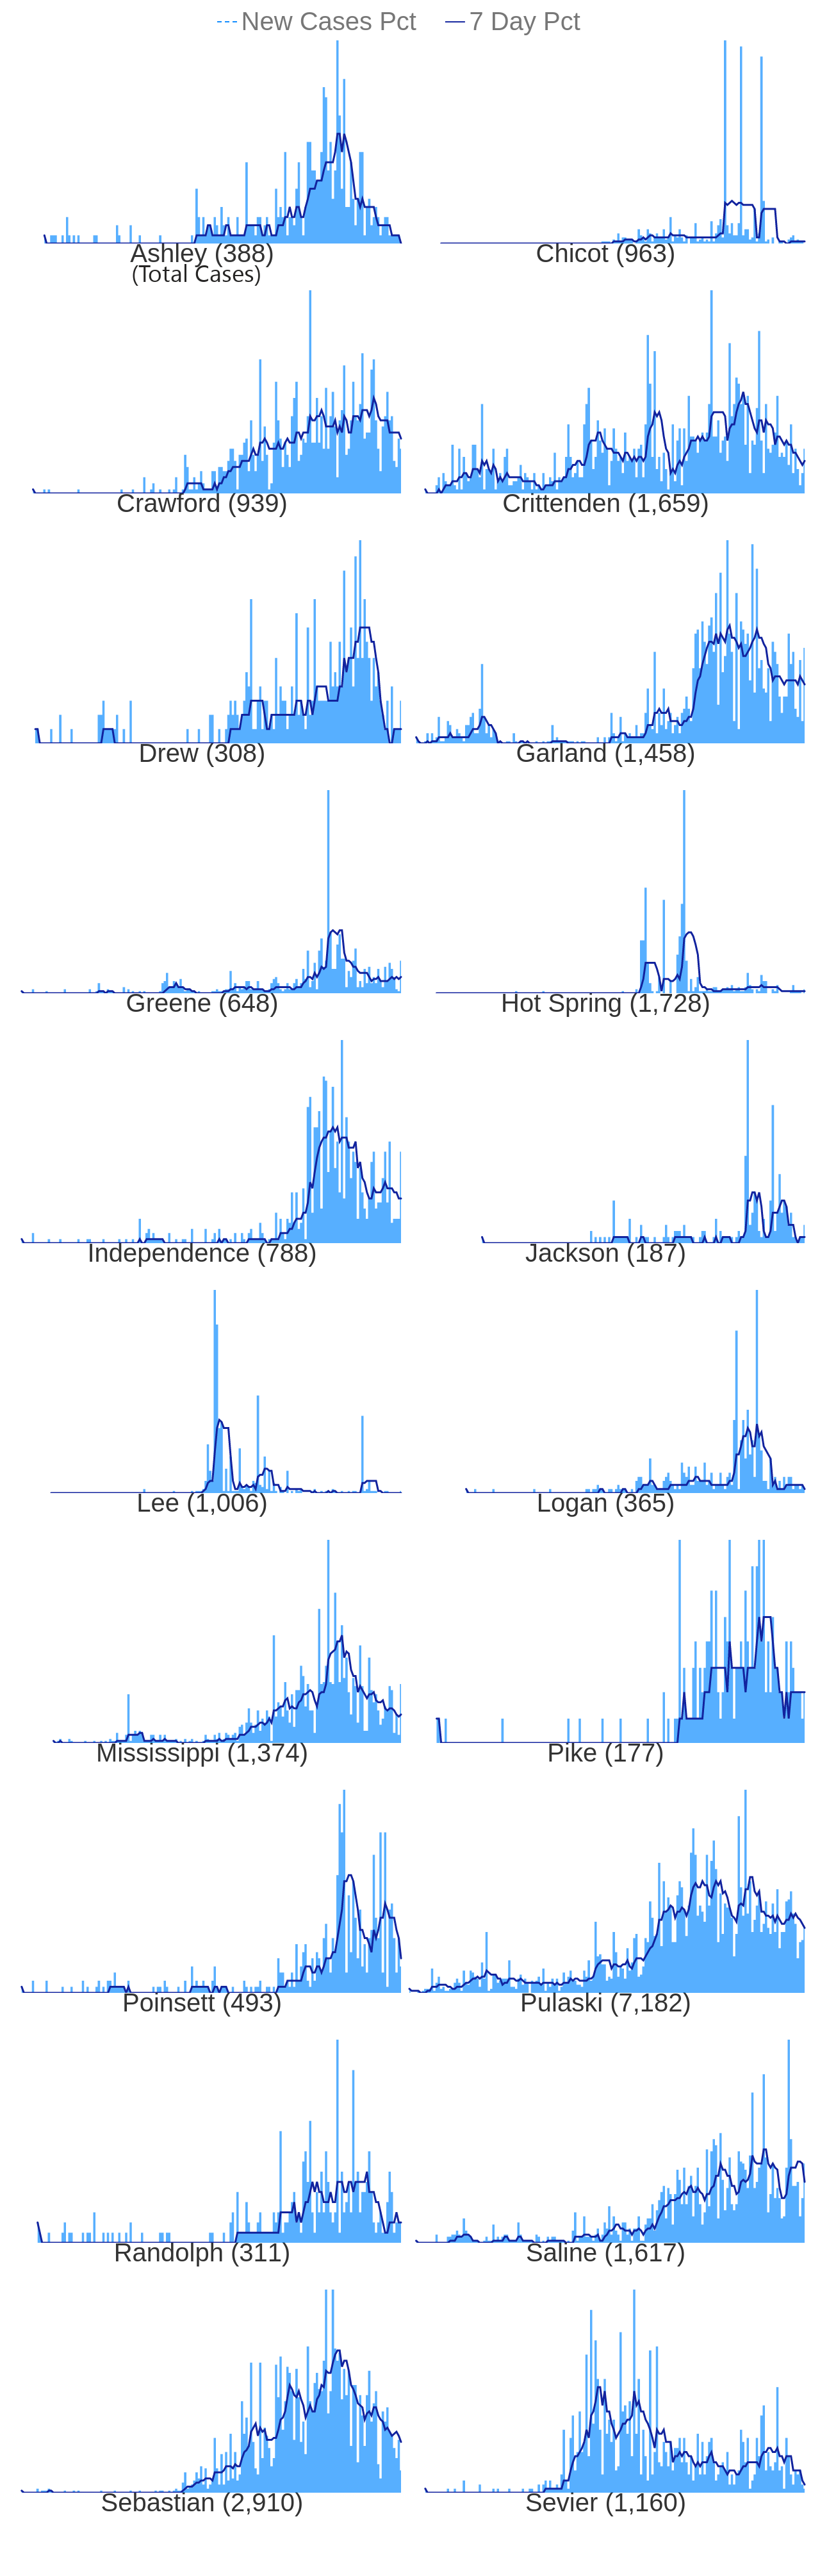 New Cases Pct 7 Day Pct
Ashley (388) Chicot (963)
(Total Cases)
Crawford (939) Crittenden (1,659)
Drew (308) Garland (1,458)
Greene (648) Hot Spring (1,728)
Independence (788) Jackson (187)
Lee (1,006) Logan (365)
Mississippi (1,374) Pike (177)
Poinsett (493) Pulaski (7,182)
Randolph (311) Saline (1,617)
Sebastian (2,910) Sevier (1,160)